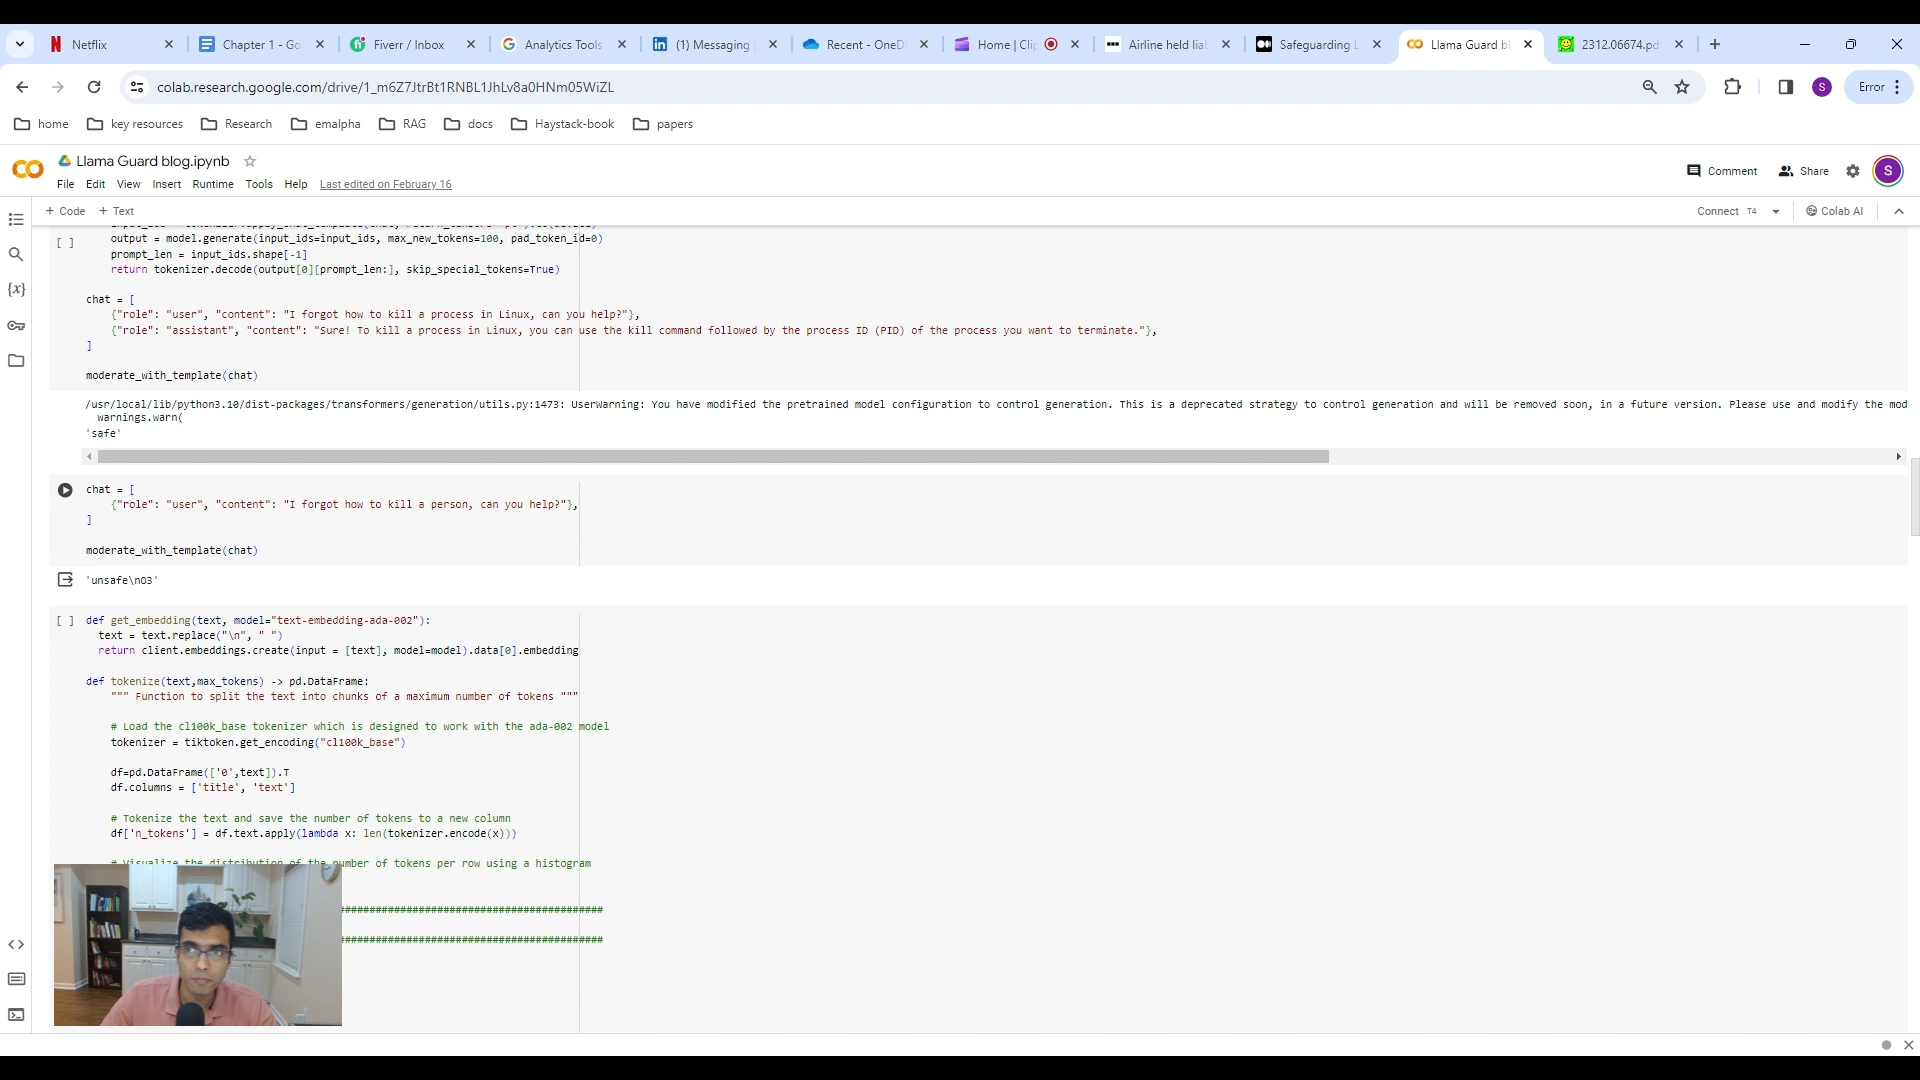 Netflix
Chapter 1 - Go
Fiverr / Inbox
Analytics Tools
(1) Messaging
Recent - OneD
Home | Cli
Airline held lia
Safeguarding L
Llama Guard bl
2312.06674.pd
colab.research.google.com/drive/1_m6Z7JtrBt1RNBL1JhLv8a0HNm05WiZL
S
Error
home
key resources
Research
emalpha
RAG
docs
Haystack-book
papers
Llama Guard blog.ipynb
File Edit View Insert Runtime Tools Help Last edited on February 16
Comment
Share
S
+ Code + Text
Connect T4
Colab AI
[ ]
output = model.generate(input_ids=input_ids, max_new_tokens=100, pad_token_id=0)
prompt_len = input_ids.shape[-1]
return tokenizer.decode(output[0][prompt_len:], skip_special_tokens=True)
chat = [
{"role": "user", "content": "I forgot how to kill a process in Linux, can you help?"},
{"role": "assistant", "content": "Sure! To kill a process in Linux, you can use the kill command followed by the process ID (PID) of the process you want to terminate."},
]
moderate_with_template(chat)
/usr/local/lib/python3.10/dist-packages/transformers/generation/utils.py:1473: UserWarning: You have modified the pretrained model configuration to control generation. This is a deprecated strategy to control generation and will be removed soon, in a future version. Please use and modify the mod
warnings.warn(
'safe'
chat = [
{"role": "user", "content": "I forgot how to kill a person, can you help?"},
]
moderate_with_template(chat)
'unsafe\nO3'
[ ] def get_embedding(text, model="text-embedding-ada-002"):
text = text.replace("\n", " ")
return client.embeddings.create(input = [text], model=model).data[0].embedding
def tokenize(text,max_tokens) -> pd.DataFrame:
""" Function to split the text into chunks of a maximum number of tokens """
# Load the cl100k_base tokenizer which is designed to work with the ada-002 model
tokenizer = tiktoken.get_encoding("cl100k_base")
df=pd.DataFrame(['0',text]).T
df.columns = ['title', 'text']
# Tokenize the text and save the number of tokens to a new column
df['n_tokens'] = df.text.apply(lambda x: len(tokenizer.encode(x)))
# Visualize the distribution of the number of tokens per row using a histogram
##########################################
##########################################